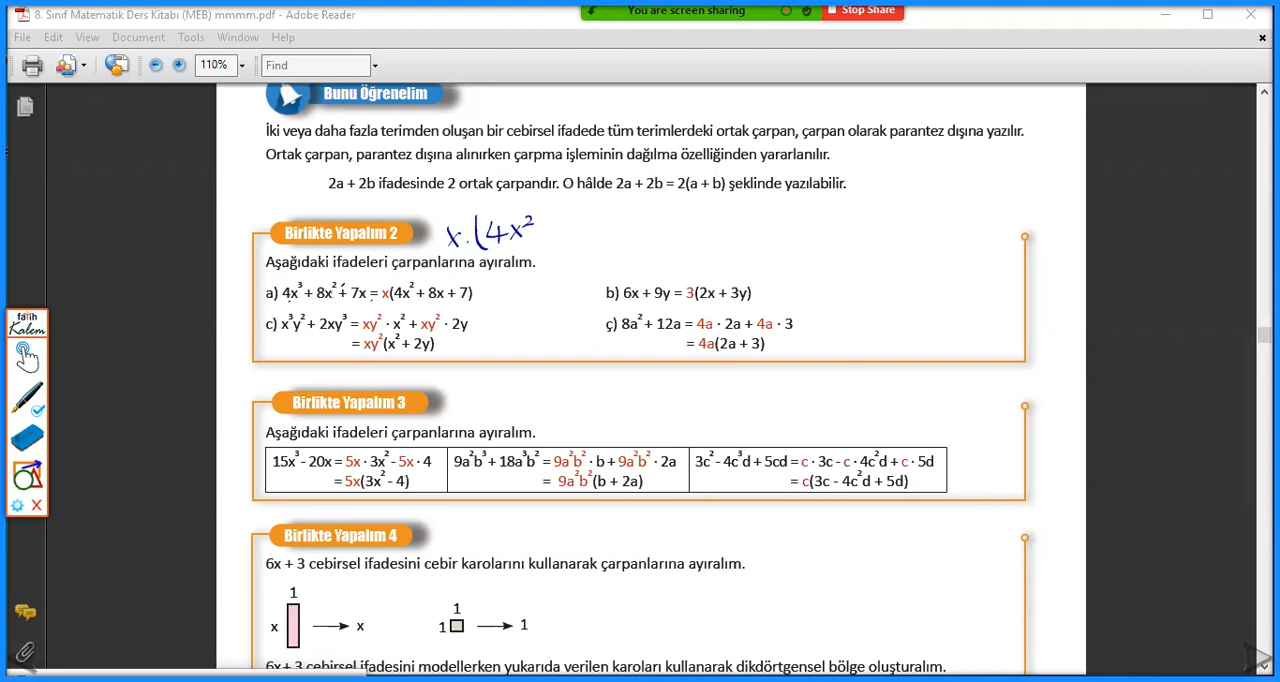 8. Sınıf Matematik Ders Kitabı (MEB) mmmm.pdf - Adobe Reader
You are screen sharing
Stop Share
File Edit View Document Tools Window Help
110%
Find
Bunu Öğrenelim
İki veya daha fazla terimden oluşan bir cebirsel ifadede tüm terimlerdeki ortak çarpan, çarpan olarak parantez dışına yazılır.
Ortak çarpan, parantez dışına alınırken çarpma işleminin dağılma özelliğinden yararlanılır.
2a + 2b ifadesinde 2 ortak çarpandır. O hâlde 2a + 2b = 2(a + b) şeklinde yazılabilir.
Birlikte Yapalım 2
x.(4x²
Aşağıdaki ifadeleri çarpanlarına ayıralım.
a) 4x³ + 8x² + 7x = x(4x² + 8x + 7)
b) 6x + 9y = 3(2x + 3y)
c) x³y² + 2xy³ = xy² · x² + xy² · 2y
= xy²(x² + 2y)
ç) 8a² + 12a = 4a · 2a + 4a · 3
= 4a(2a + 3)
fatih
Kalem
Birlikte Yapalım 3
Aşağıdaki ifadeleri çarpanlarına ayıralım.
15x³ - 20x = 5x · 3x² - 5x · 4
= 5x(3x² - 4)
9a²b³ + 18a³b² = 9a²b² · b + 9a²b² · 2a
= 9a²b²(b + 2a)
3c² - 4c³d + 5cd = c · 3c - c · 4c²d + c · 5d
= c(3c - 4c²d + 5d)
Birlikte Yapalım 4
6x + 3 cebirsel ifadesini cebir karolarını kullanarak çarpanlarına ayıralım.
1
x
x
1
1
1
6x + 3 cebirsel ifadesini modellerken yukarıda verilen karoları kullanarak dikdörtgensel bölge oluşturalım.